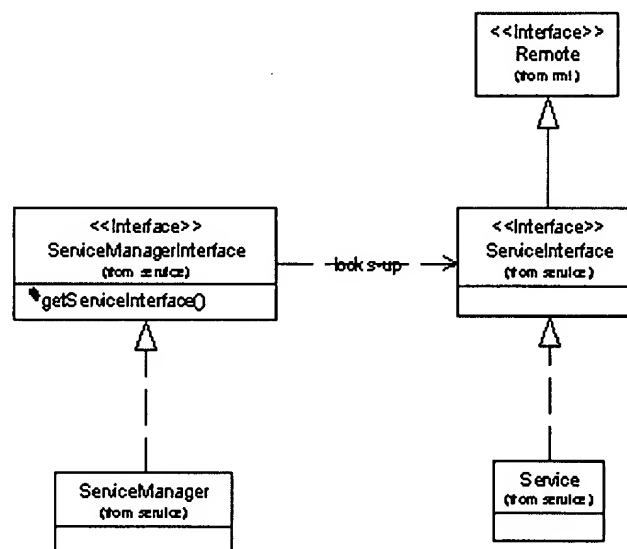 <<Interface>>
Remote
(from rmi)
<<Interface>>
ServiceManagerInterface
(from service)
getServiceInterface()
looks-up
<<Interface>>
ServiceInterface
(from service)
ServiceManager
(from service)
Service
(from service)